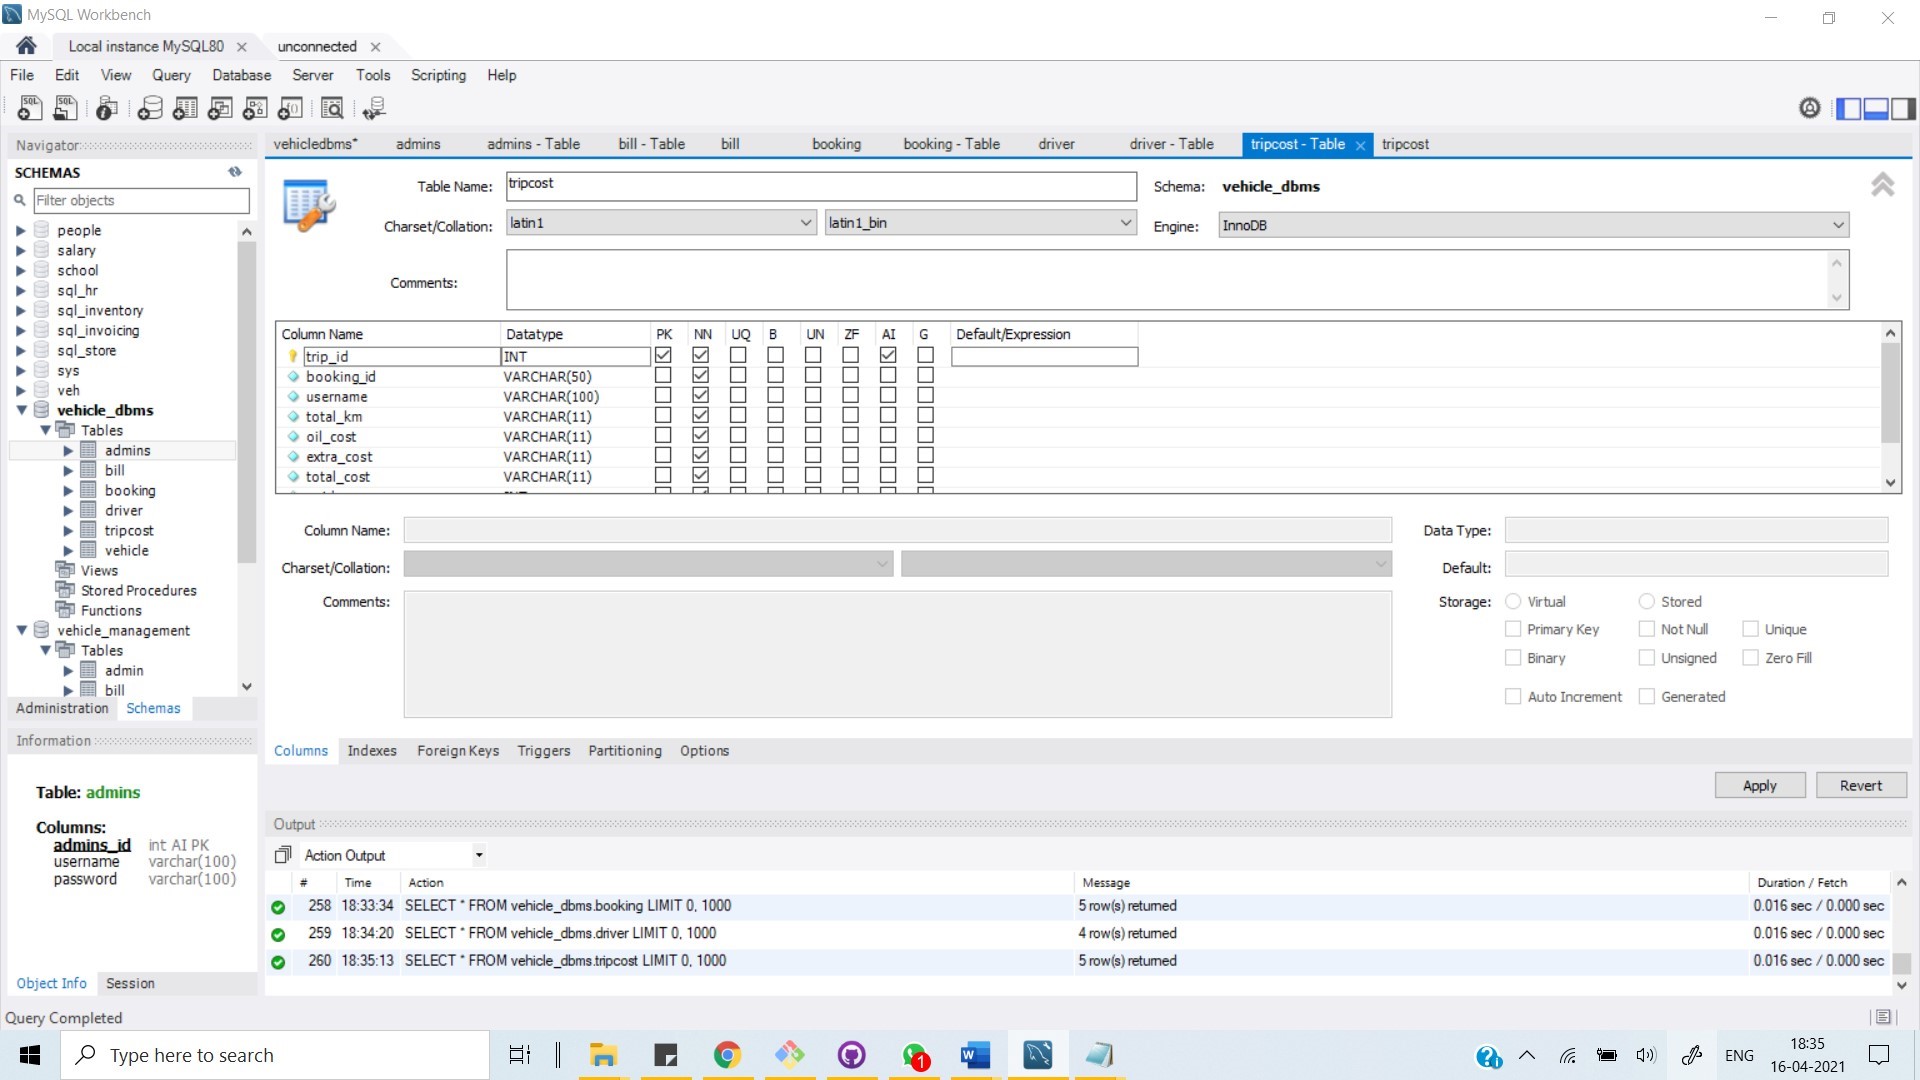 MySQL Workbench
Local instance MySQL80
unconnected
File Edit View Query Database Server Tools Scripting Help
Navigator
SCHEMAS
Filter objects
people
salary
school
sql_hr
sql_inventory
sql_invoicing
sql_store
sys
veh
vehicle_dbms
Tables
admins
bill
booking
driver
tripcost
vehicle
Views
Stored Procedures
Functions
vehicle_management
Tables
admin
bill
Administration Schemas
Information
Table: admins
Columns:
admins_id int AI PK
username varchar(100)
password varchar(100)
Object Info Session
vehicledbms* admins admins - Table bill - Table bill booking booking - Table driver driver - Table tripcost - Table tripcost
Table Name: tripcost Schema: vehicle_dbms
Charset/Collation: latin1 latin1_bin Engine: InnoDB
Comments:
Column Name Datatype PK NN UQ B UN ZF AI G Default/Expression
trip_id INT
booking_id VARCHAR(50)
username VARCHAR(100)
total_km VARCHAR(11)
oil_cost VARCHAR(11)
extra_cost VARCHAR(11)
total_cost VARCHAR(11)
Column Name: Data Type:
Charset/Collation: Default:
Comments: Storage: Virtual Stored
Primary Key Not Null Unique
Binary Unsigned Zero Fill
Auto Increment Generated
Columns Indexes Foreign Keys Triggers Partitioning Options
Apply Revert
Output
Action Output
# Time Action Message Duration / Fetch
258 18:33:34 SELECT * FROM vehicle_dbms.booking LIMIT 0, 1000 5 row(s) returned 0.016 sec / 0.000 sec
259 18:34:20 SELECT * FROM vehicle_dbms.driver LIMIT 0, 1000 4 row(s) returned 0.016 sec / 0.000 sec
260 18:35:13 SELECT * FROM vehicle_dbms.tripcost LIMIT 0, 1000 5 row(s) returned 0.016 sec / 0.000 sec
Query Completed
Type here to search
1
ENG
18:35
16-04-2021